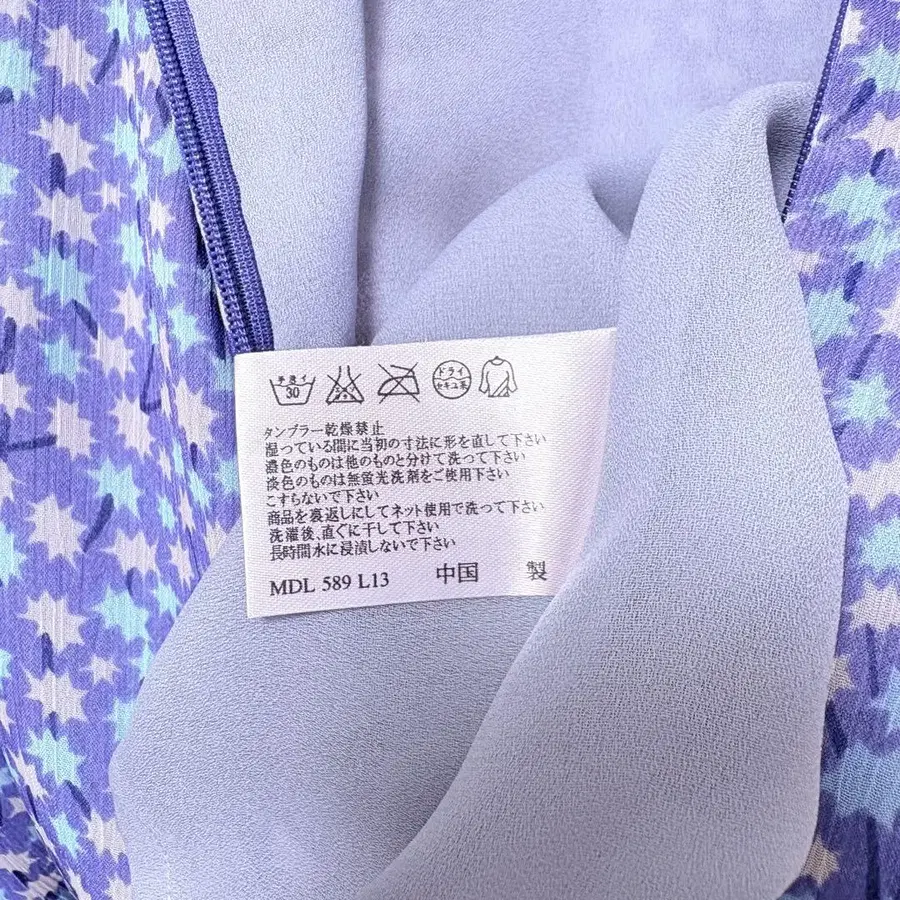 手洗イ 30 エンソサラシ ドライ セキユ系
タンブラー乾燥禁止
湿っている間に当初の寸法に形を直して下さい
濃色のものは他のものと分けて洗って下さい
淡色のものは無蛍光洗剤をご使用下さい
こすらないで下さい
商品を裏返しにしてネット使用で洗って下さい
洗濯後、直ぐに干して下さい
長時間水に浸漬しないで下さい
MDL 589 L13 中国 製